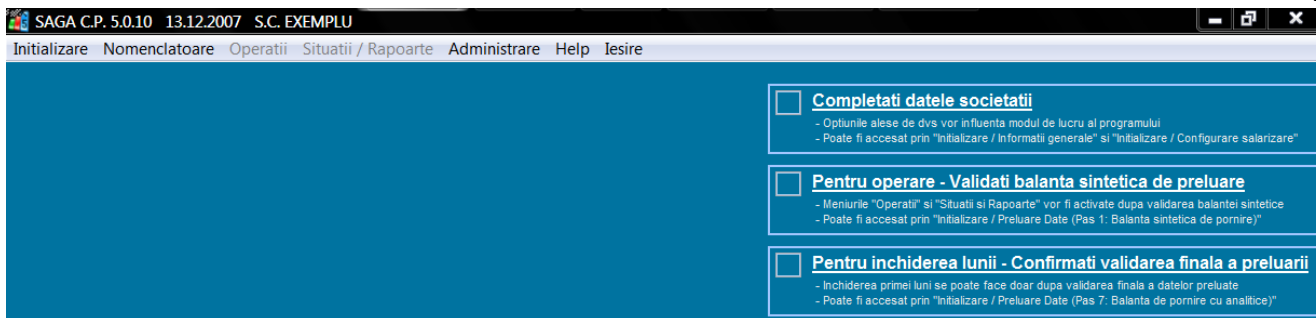 SAGA C.P. 5.0.10 13.12.2007 S.C. EXEMPLU
Initializare Nomenclatoare Operatii Situatii / Rapoarte Administrare Help Iesire
Completati datele societatii
- Optiunile alese de dvs vor influenta modul de lucru al programului
- Poate fi accesat prin "Initializare / Informatii generale" si "Initializare / Configurare salarizare"
Pentru operare - Validati balanta sintetica de preluare
- Meniurile "Operatii" si "Situatii si Rapoarte" vor fi activate dupa validarea balantei sintetice
- Poate fi accesat prin "Initializare / Preluare Date (Pas 1: Balanta sintetica de pornire)"
Pentru inchiderea lunii - Confirmati validarea finala a preluarii
- Inchiderea primei luni se poate face doar dupa validarea finala a datelor preluate
- Poate fi accesat prin "Initializare / Preluare Date (Pas 7: Balanta de pornire cu analitice)"